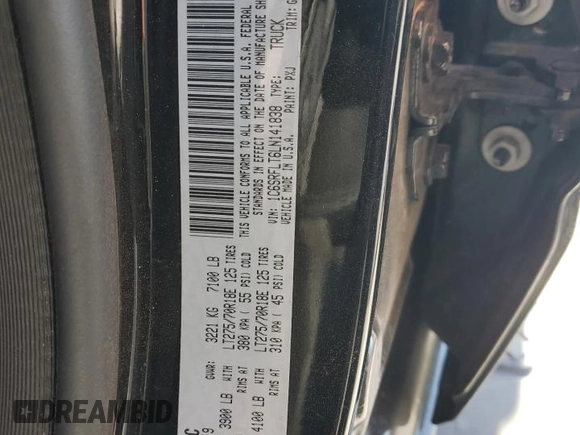 C
9
GVWR: 3221 KG 7100 LB
3900 LB WITH LT275/70R18E 125 TIRES
RIMS AT 380 KPA ( 55 PSI) COLD
4100 LB WITH LT275/70R18E 125 TIRES
RIMS AT 310 KPA ( 45 PSI) COLD
THIS VEHICLE CONFORMS TO ALL APPLICABLE U.S.A. FEDERAL
STANDARDS IN EFFECT ON THE DATE OF MANUFACTURE SH
VIN: 1C6SRFLT6LN141838 TYPE: TRUCK
VEHICLE MADE IN U.S.A. PAINT: PXJ TRIM: G
DREAMBID